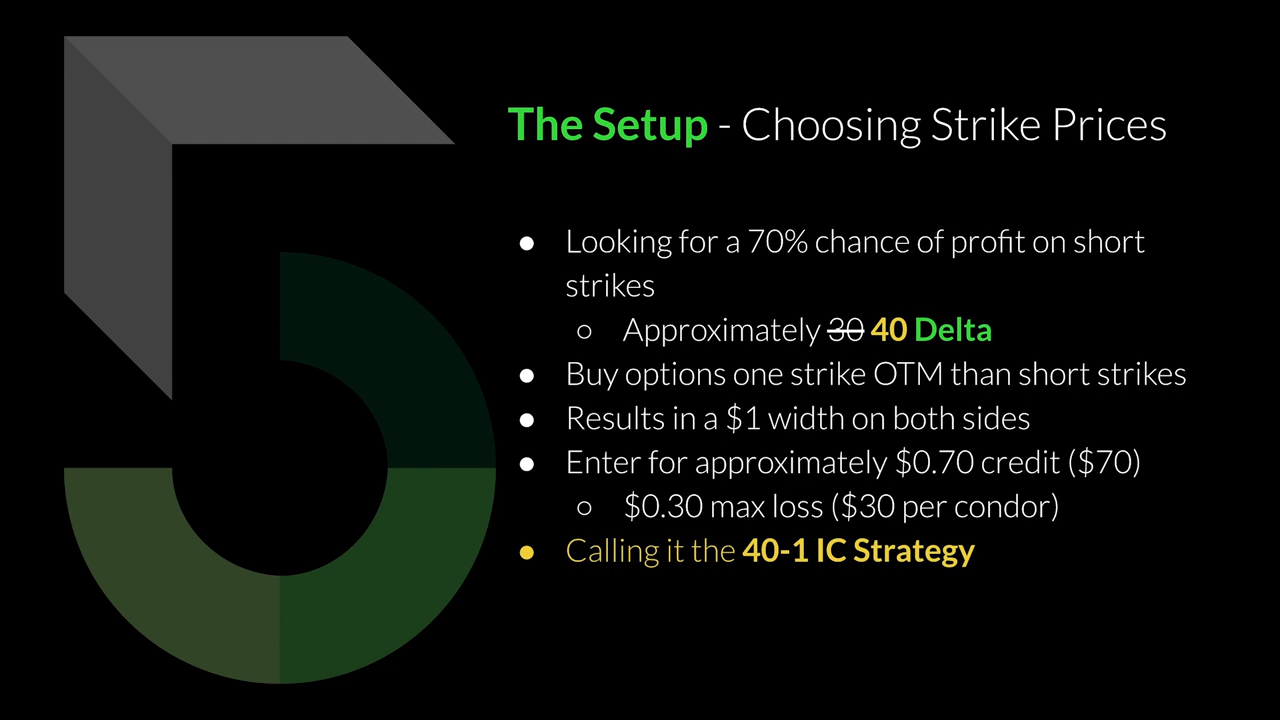 The Setup - Choosing Strike Prices
● Looking for a 70% chance of profit on short
strikes
○ Approximately 30 40 Delta
● Buy options one strike OTM than short strikes
● Results in a $1 width on both sides
● Enter for approximately $0.70 credit ($70)
○ $0.30 max loss ($30 per condor)
● Calling it the 40-1 IC Strategy